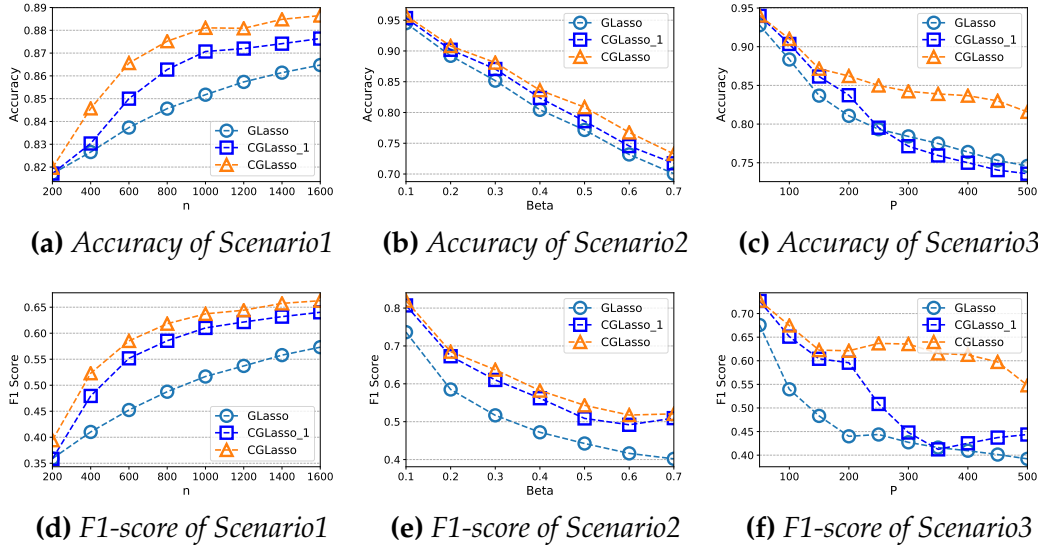 0.89
0.88
0.87
0.86
0.85
0.84
0.83
0.82
Accuracy
GLasso
CGLasso_1
CGLasso
200 400 600 800 1000 1200 1400 1600
n
(a) Accuracy of Scenario1
0.95
0.90
0.85
0.80
0.75
0.70
Accuracy
GLasso
CGLasso_1
CGLasso
0.1 0.2 0.3 0.4 0.5 0.6 0.7
Beta
(b) Accuracy of Scenario2
0.95
0.90
0.85
0.80
0.75
Accuracy
GLasso
CGLasso_1
CGLasso
100 200 300 400 500
P
(c) Accuracy of Scenario3
0.65
0.60
0.55
0.50
0.45
0.40
0.35
F1 Score
GLasso
CGLasso_1
CGLasso
200 400 600 800 1000 1200 1400 1600
n
(d) F1-score of Scenario1
0.9
0.8
0.7
0.6
0.5
0.4
F1 Score
GLasso
CGLasso_1
CGLasso
0.1 0.2 0.3 0.4 0.5 0.6 0.7
Beta
(e) F1-score of Scenario2
0.70
0.65
0.60
0.55
0.50
0.45
0.40
F1 Score
GLasso
CGLasso_1
CGLasso
100 200 300 400 500
P
(f) F1-score of Scenario3